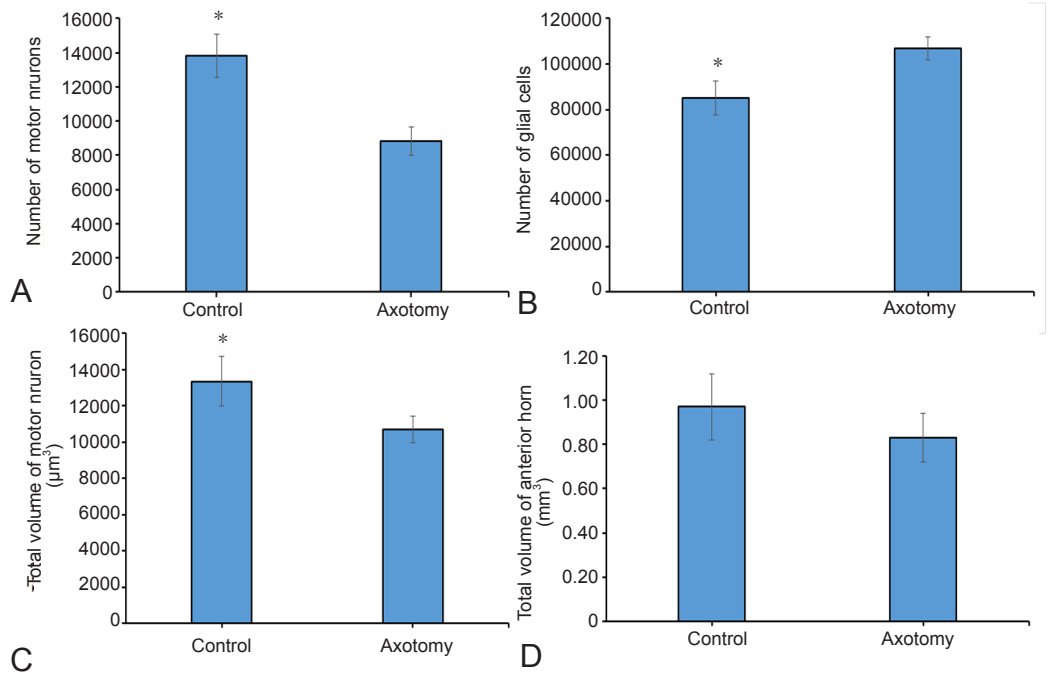 16000
14000
12000
10000
8000
6000
4000
2000
0
Number of motor nrurons
*
Control
Axotomy
A
120000
100000
80000
60000
40000
20000
0
Number of glial cells
*
Control
Axotomy
B
16000
14000
12000
10000
8000
6000
4000
2000
0
-Total volume of motor nruron
(µm³)
*
Control
Axotomy
C
1.20
1.00
0.80
0.60
0.40
0.20
0
Total volume of anterior horn
(mm³)
Control
Axotomy
D